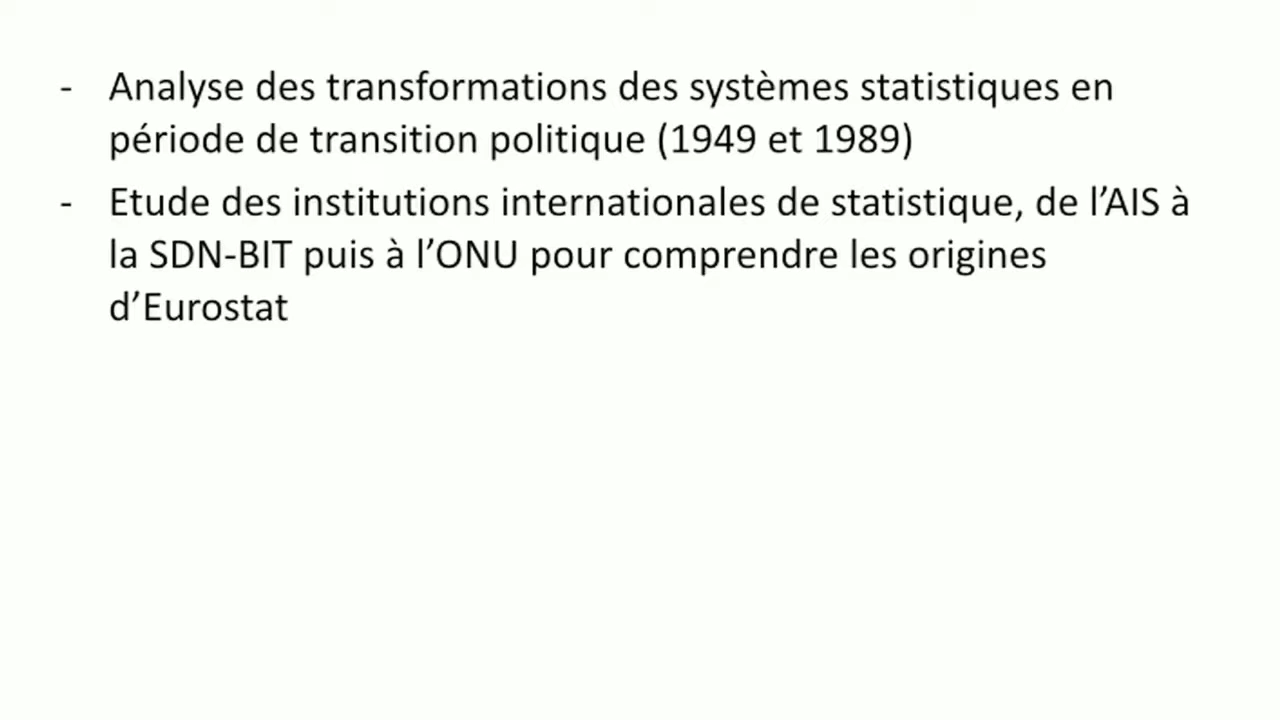 - Analyse des transformations des systèmes statistiques en
période de transition politique (1949 et 1989)
- Etude des institutions internationales de statistique, de l’AIS à
la SDN-BIT puis à l’ONU pour comprendre les origines
d’Eurostat